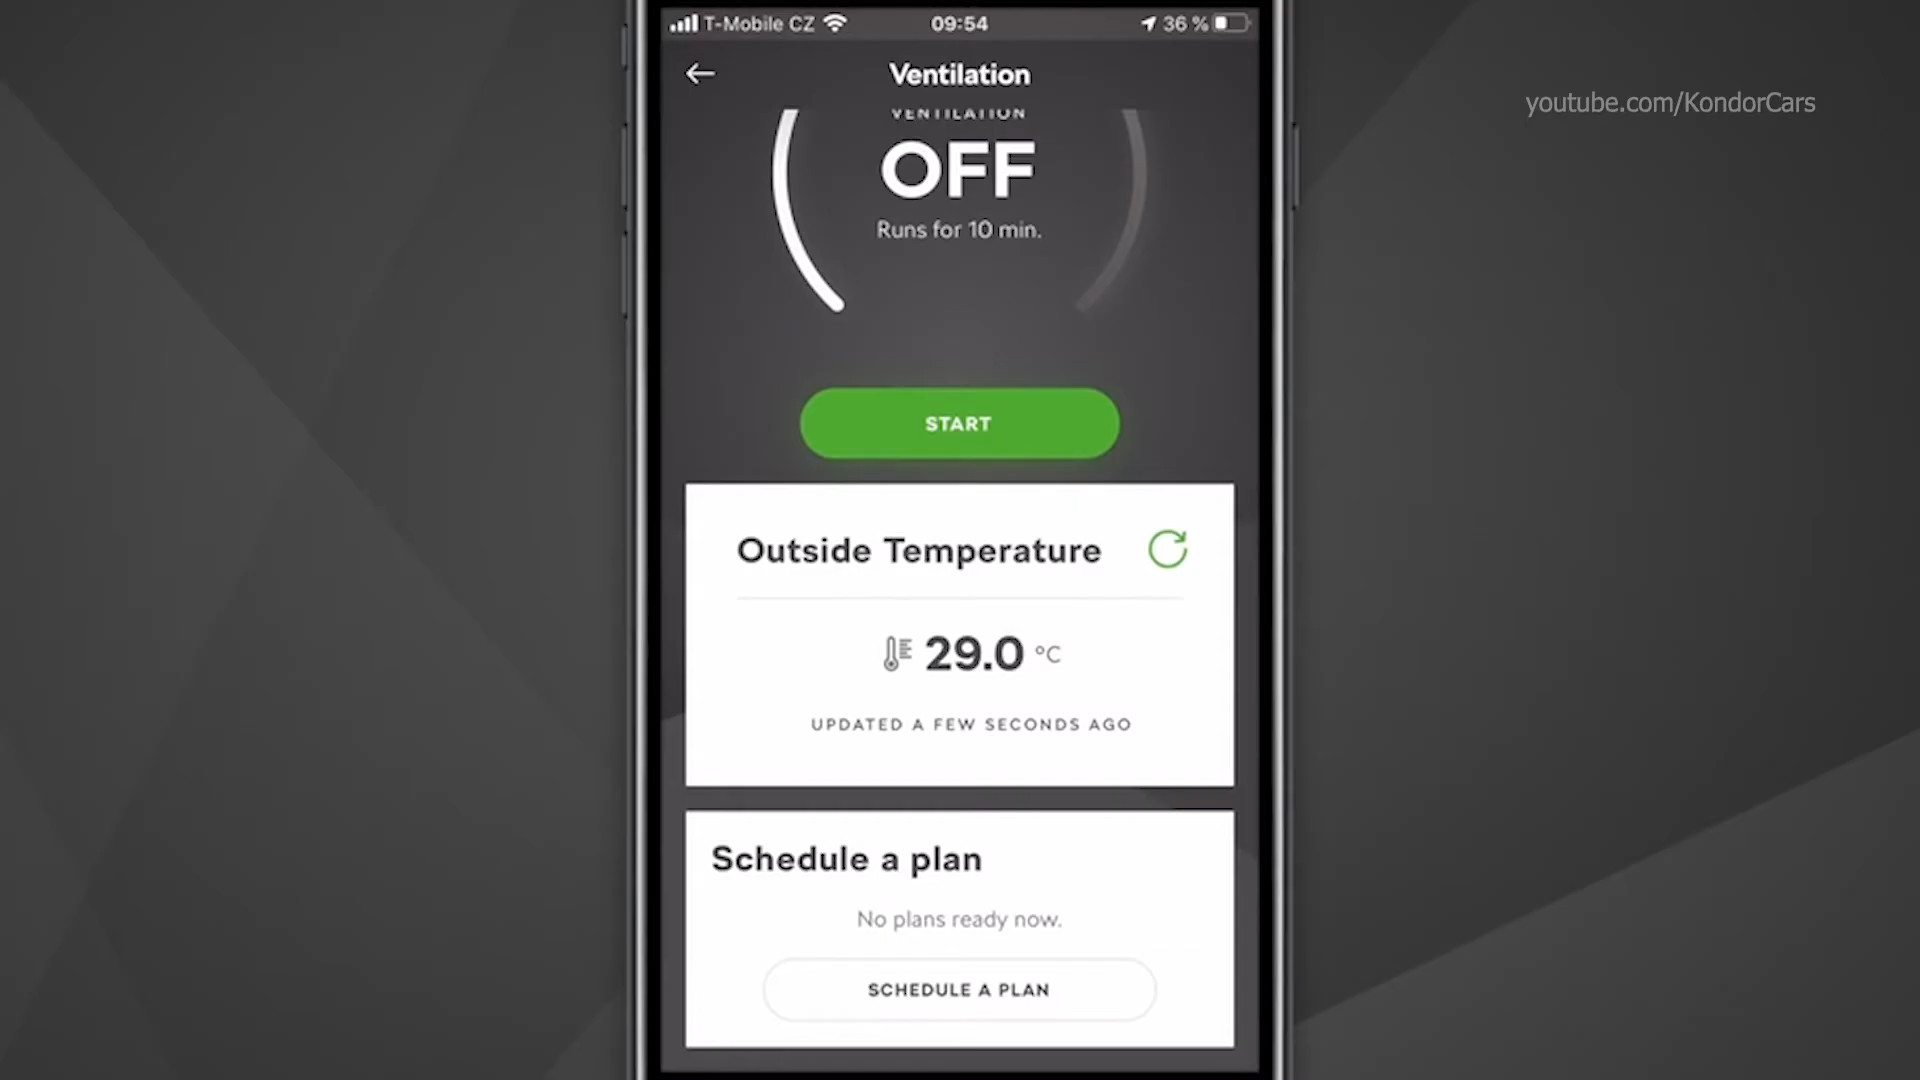 T-Mobile CZ 09:54 36 %
Ventilation
youtube.com/KondorCars
VENTILATION
OFF
Runs for 10 min.
START
Outside Temperature
29.0 °C
UPDATED A FEW SECONDS AGO
Schedule a plan
No plans ready now.
SCHEDULE A PLAN